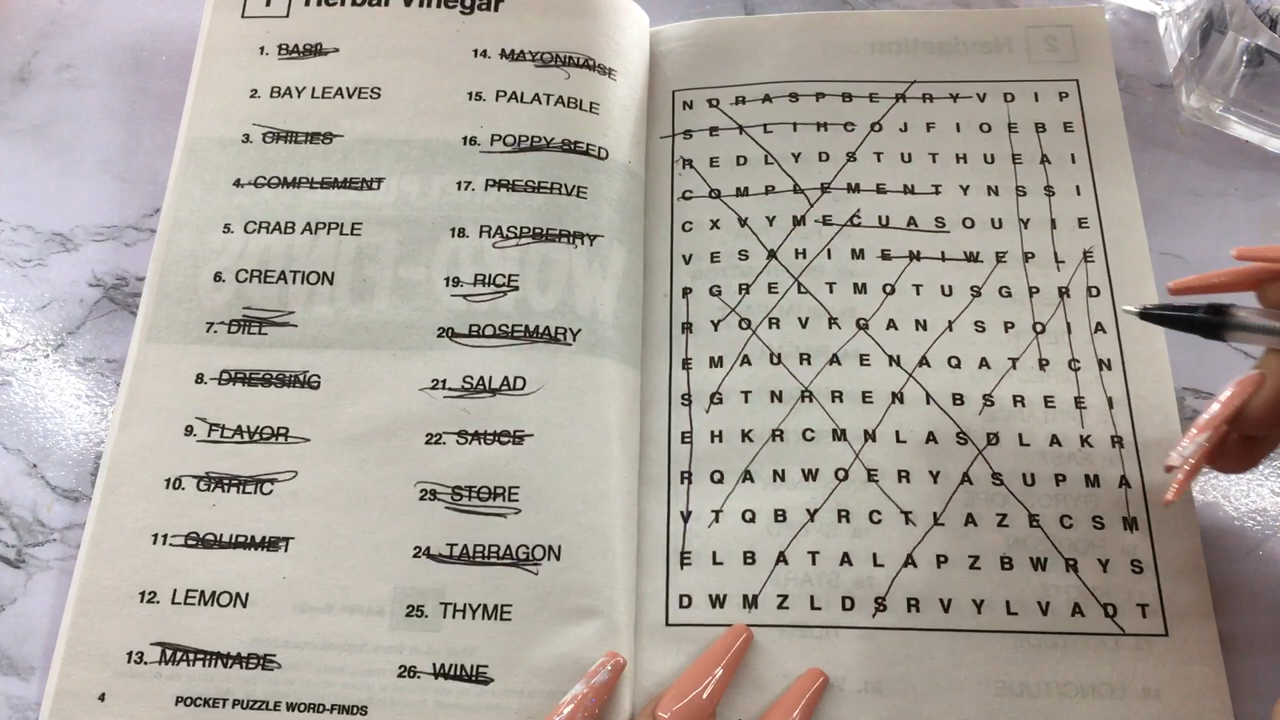 1 Herbal Vinegar
1. BASIL
2. BAY LEAVES
3. CHILIES
4. COMPLEMENT
5. CRAB APPLE
6. CREATION
7. DILL
8. DRESSING
9. FLAVOR
10. GARLIC
11. GOURMET
12. LEMON
13. MARINADE
14. MAYONNAISE
15. PALATABLE
16. POPPY SEED
17. PRESERVE
18. RASPBERRY
19. RICE
20. ROSEMARY
21. SALAD
22. SAUCE
23. STORE
24. TARRAGON
25. THYME
26. WINE
4 POCKET PUZZLE WORD-FINDS
2 Navigation
N D R A S P B E R R Y V D I P
S E I L I H C O J F I O E B E
R E D L Y D S T U T H U E A I
C O M P L E M E N T Y N S S I
C X V Y M E C U A S O U Y I E
V E S A H I M E N I W E P L E
P G R E L T M O T U S G P R D
R Y O R V F G A N I S P O I A
E M A U R A E N A Q A T P C N
S G T N R R E N I B S R E E I
E H K R C M N L A S D L A K R
R Q A N W O E R Y A S U P M A
V T Q B Y R C T L A Z E C S M
E L B A T A L A P Z B W R Y S
D W M Z L D S R V Y L V A D T